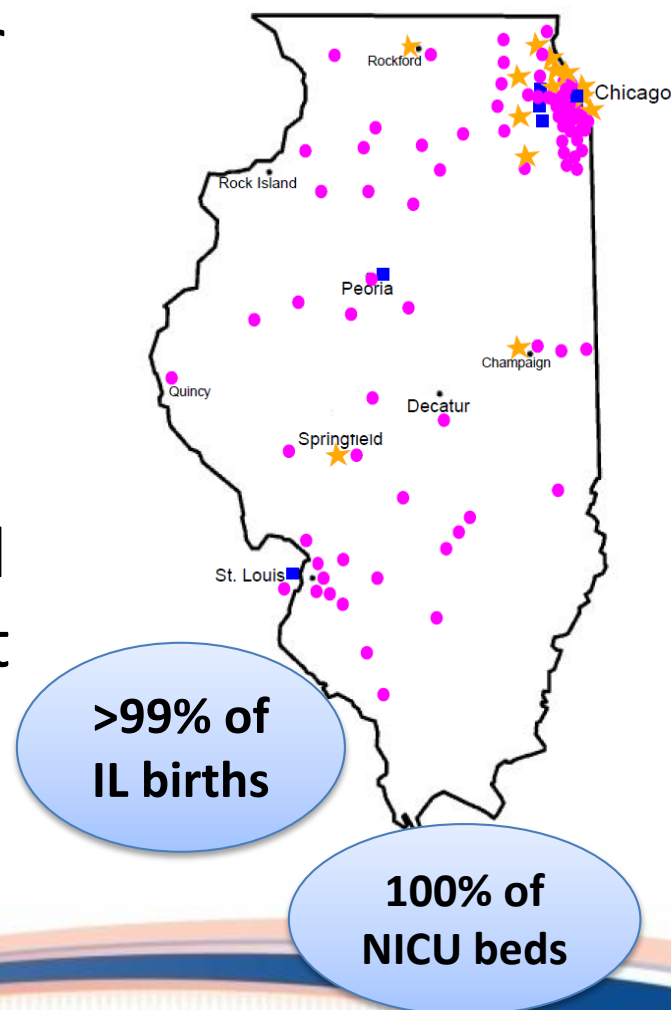 Rockford
Chicago
Rock Island
Peoria
Champaign
Quincy
Decatur
Springfield
St. Louis
>99% of
IL births
100% of
NICU beds